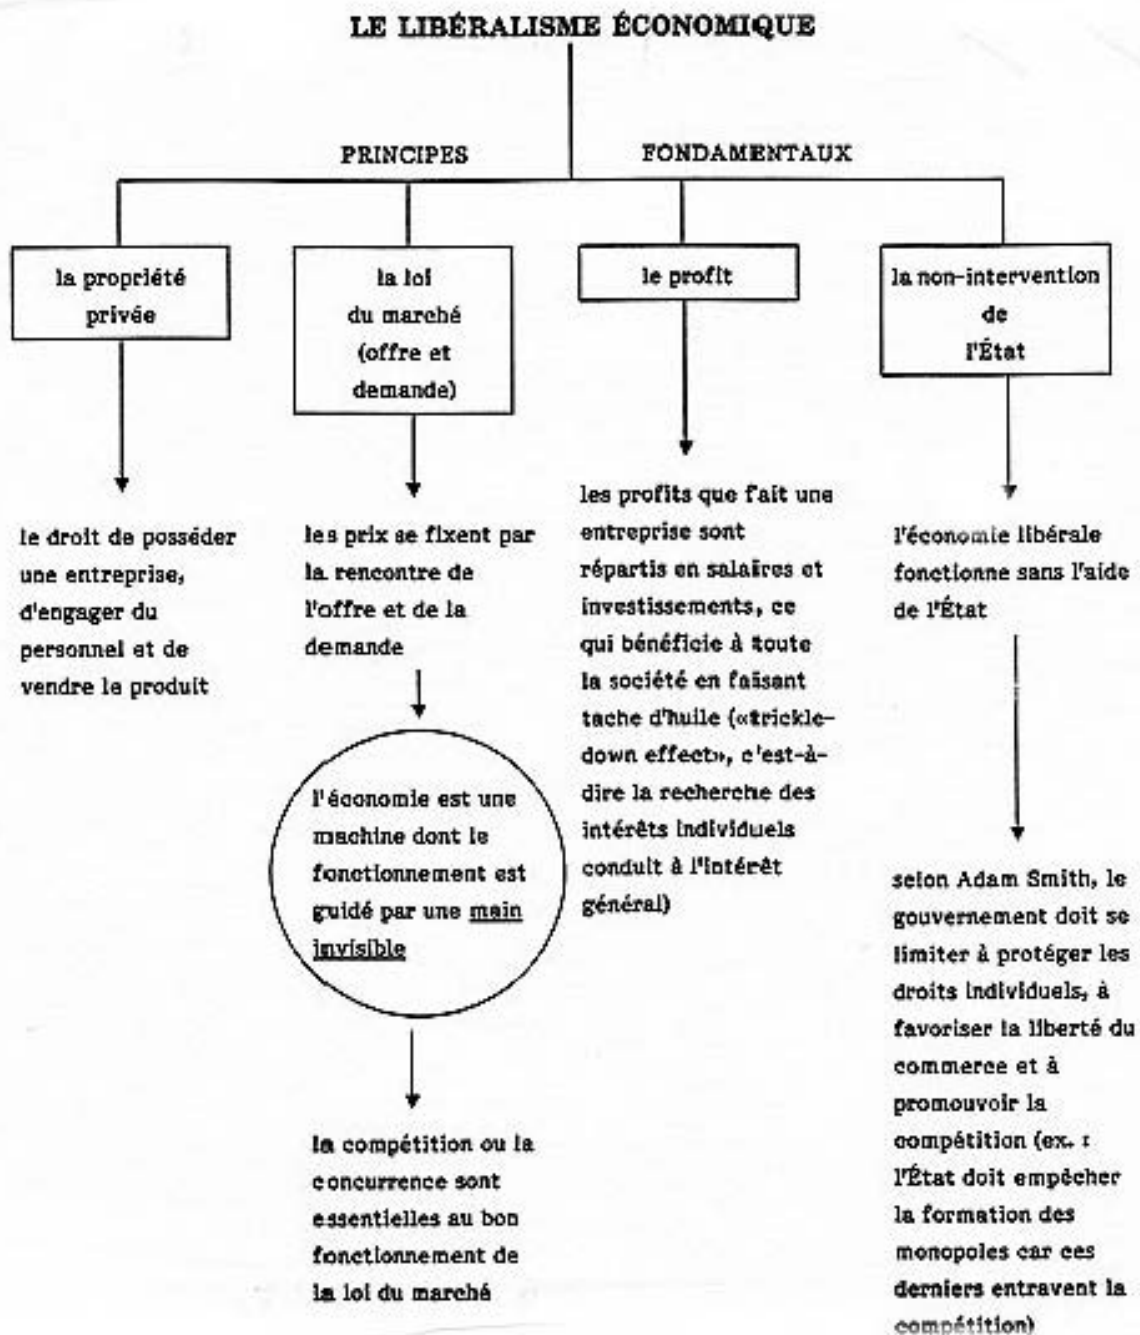 LE LIBÉRALISME ÉCONOMIQUE
PRINCIPES FONDAMENTAUX
la propriété
privée
le droit de posséder
une entreprise,
d'engager du
personnel et de
vendre le produit
la loi
du marché
(offre et
demande)
les prix se fixent par
la rencontre de
l'offre et de la
demande
l'économie est une
machine dont le
fonctionnement est
guidé par une main
invisible
la compétition ou la
concurrence sont
essentielles au bon
fonctionnement de
la loi du marché
le profit
les profits que fait une
entreprise sont
répartis en salaires et
investissements, ce
qui bénéficie à toute
la société en faisant
tache d'huile («trickle-
down effect», c'est-à-
dire la recherche des
intérêts individuels
conduit à l'intérêt
général)
la non-intervention
de
l'État
l'économie libérale
fonctionne sans l'aide
de l'État
selon Adam Smith, le
gouvernement doit se
limiter à protéger les
droits individuels, à
favoriser la liberté du
commerce et à
promouvoir la
compétition (ex. :
l'État doit empêcher
la formation des
monopoles car ces
derniers entravent la
compétition)